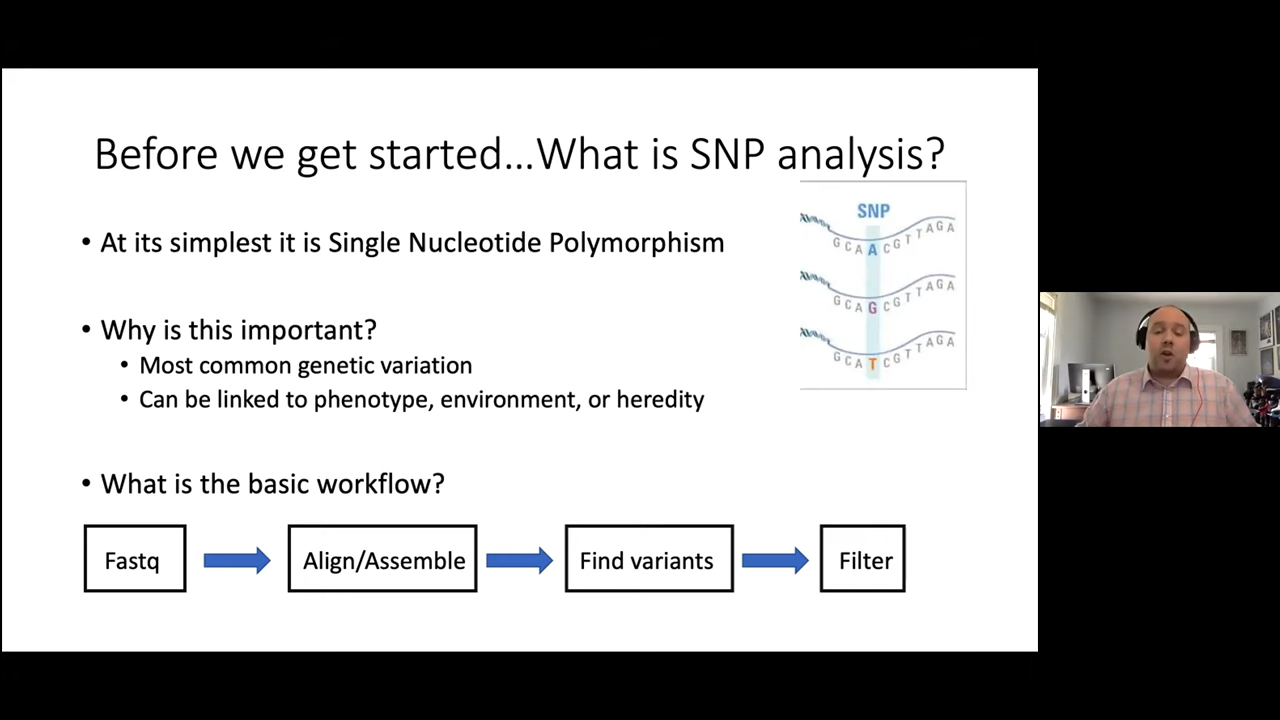 Before we get started...What is SNP analysis?
• At its simplest it is Single Nucleotide Polymorphism
SNP
GCAACGTTAGA
GCAGCGTTAGA
GCATCGTTAGA
• Why is this important?
• Most common genetic variation
• Can be linked to phenotype, environment, or heredity
• What is the basic workflow?
Fastq
Align/Assemble
Find variants
Filter